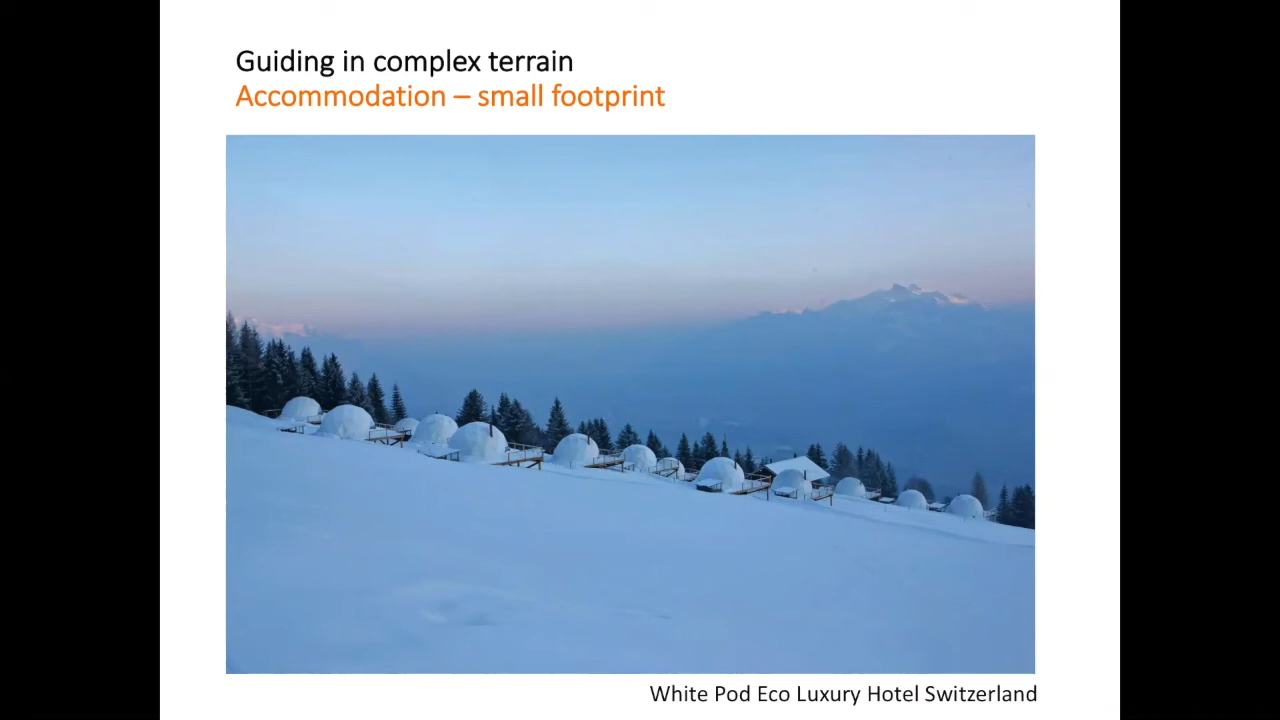 Guiding in complex terrain
Accommodation – small footprint
White Pod Eco Luxury Hotel Switzerland